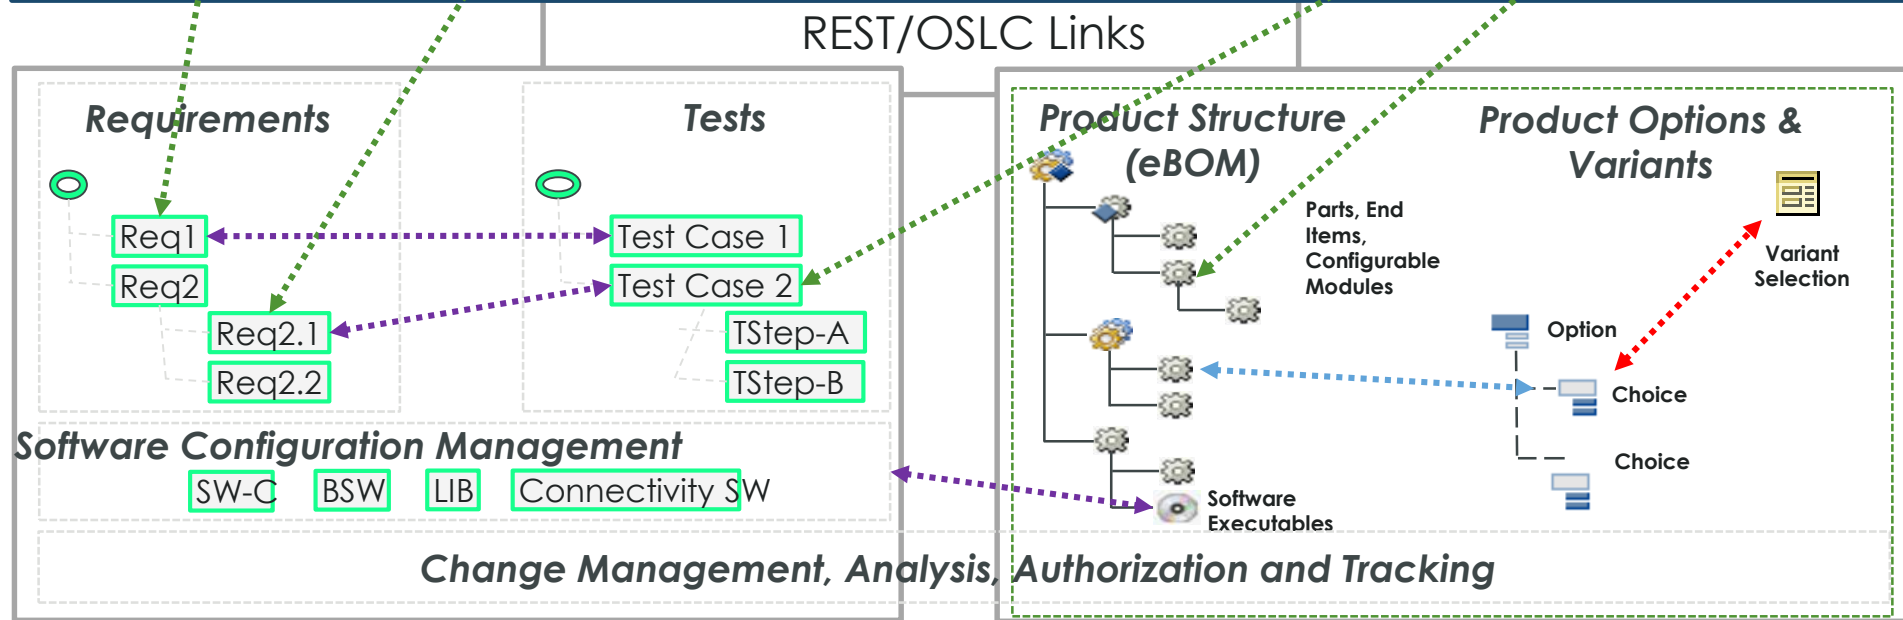 REST/OSLC Links
Requirements
Tests
Req1
Req2
Req2.1
Req2.2
Test Case 1
Test Case 2
TStep-A
TStep-B
Software Configuration Management
SW-C
BSW
LIB
Connectivity SW
Product Structure
(eBOM)
Parts, End
Items,
Configurable
Modules
Software
Executables
Product Options &
Variants
Variant
Selection
Option
Choice
Choice
Change Management, Analysis, Authorization and Tracking